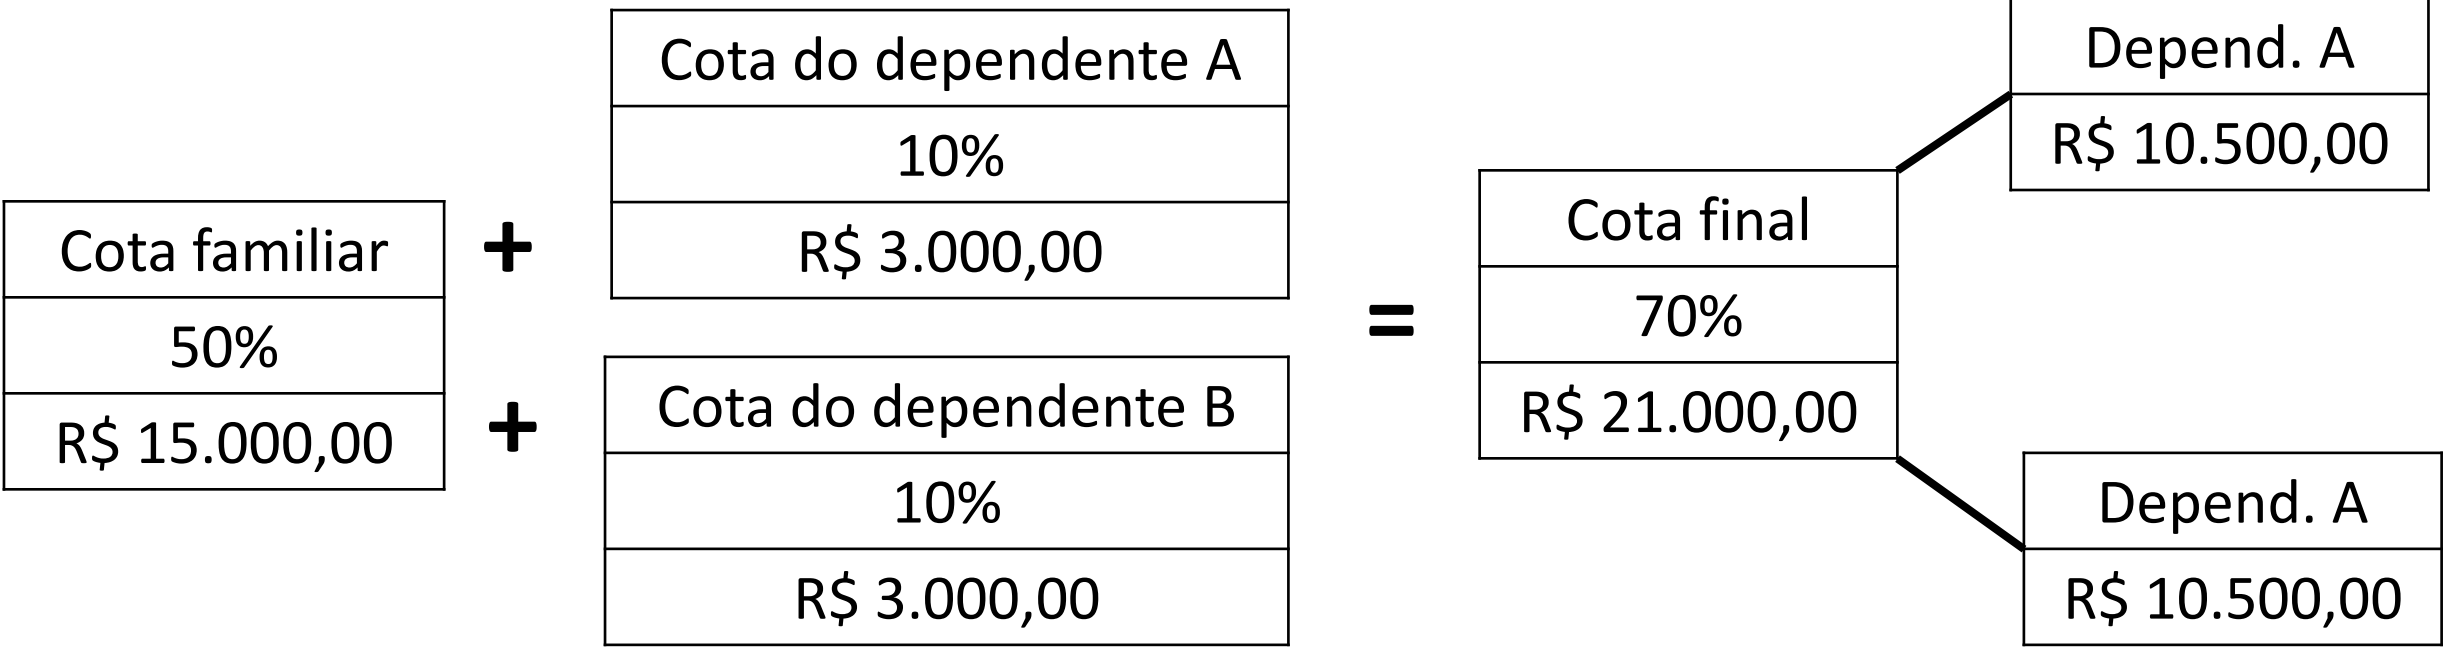 Cota familiar
50%
R$ 15.000,00
+
+
Cota do dependente A
10%
R$ 3.000,00
Cota do dependente B
10%
R$ 3.000,00
=
Cota final
70%
R$ 21.000,00
Depend. A
R$ 10.500,00
Depend. A
R$ 10.500,00